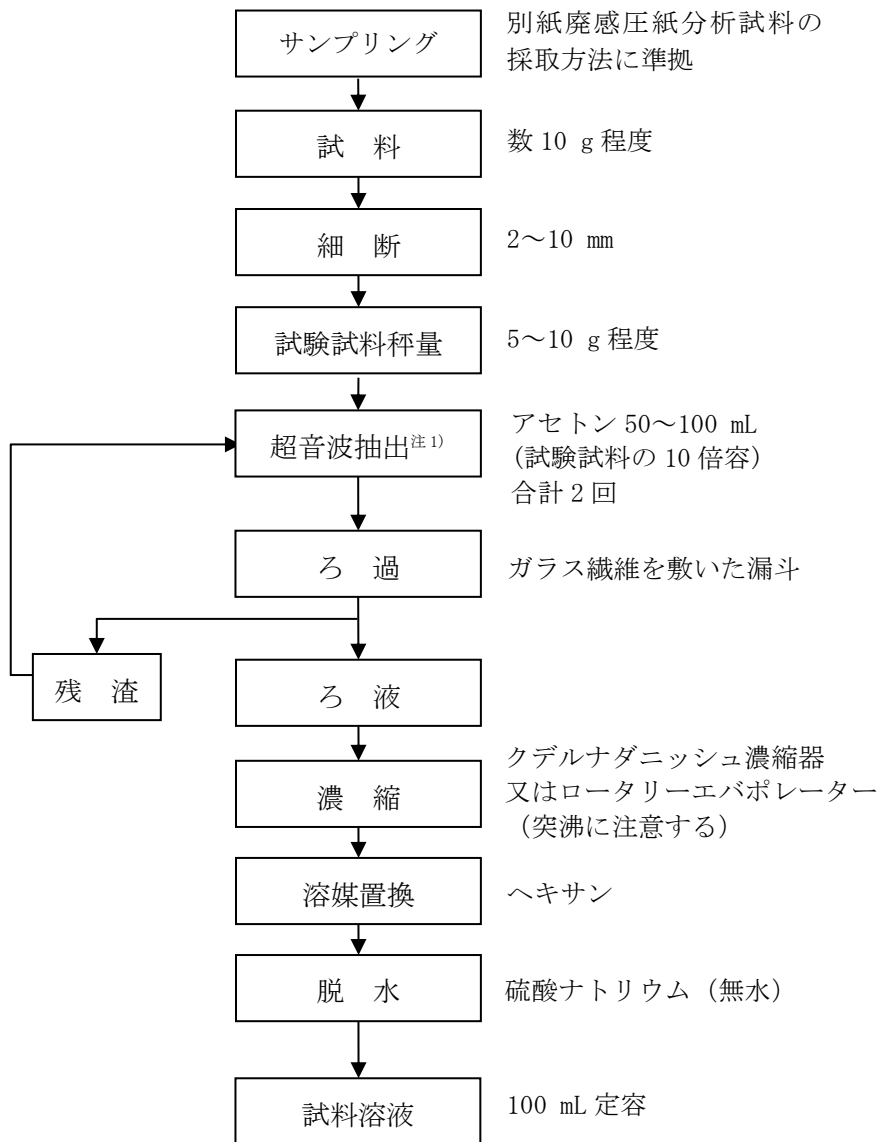 サンプリング
別紙廃感圧紙分析試料の
採取方法に準拠
試　料
数 10 g 程度
細　断
2～10 mm
試験試料秤量
5～10 g 程度
超音波抽出注1)
アセトン 50～100 mL
(試験試料の 10 倍容)
合計 2 回
ろ　過
ガラス繊維を敷いた漏斗
残　渣
ろ　液
濃　縮
クデルナダニッシュ濃縮器
又はロータリーエバポレーター
（突沸に注意する）
溶媒置換
ヘキサン
脱　水
硫酸ナトリウム（無水）
試料溶液
100 mL 定容